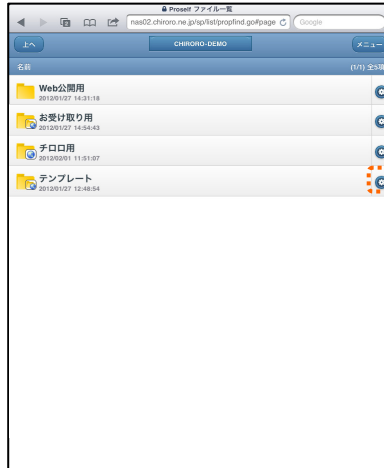 Proself ファイル一覧
nas02.chiroro.ne.jp/sp/list/propfind.go#page
Google
上へ
CHIRORO-DEMO
メニュー
名前
(1/1) 全5項
Web公開用
2012/01/27 14:31:18
お受け取り用
2012/01/27 14:54:43
チロロ用
2012/02/01 11:51:07
テンプレート
2012/01/27 12:48:54